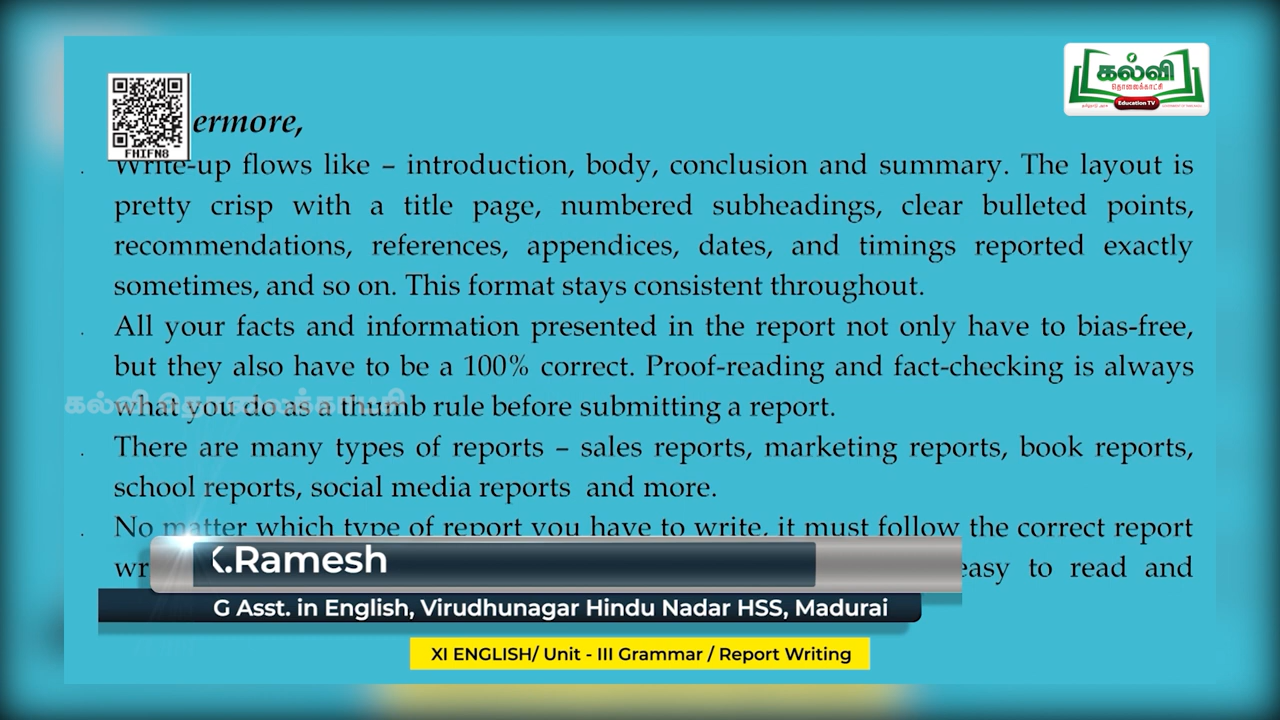 கல்வி
தொலைக்காட்சி
Education TV
FHIFN8
ermore,
Write-up flows like – introduction, body, conclusion and summary. The layout is
pretty crisp with a title page, numbered subheadings, clear bulleted points,
recommendations, references, appendices, dates, and timings reported exactly
sometimes, and so on. This format stays consistent throughout.
All your facts and information presented in the report not only have to bias-free,
but they also have to be a 100% correct. Proof-reading and fact-checking is always
கல்வி தொலைக்காட்சி
what you do as a thumb rule before submitting a report.
There are many types of reports – sales reports, marketing reports, book reports,
school reports, social media reports and more.
No matter which type of report you have to write, it must follow the correct report
wr easy to read and
K.Ramesh
G Asst. in English, Virudhunagar Hindu Nadar HSS, Madurai
XI ENGLISH/ Unit - III Grammar / Report Writing